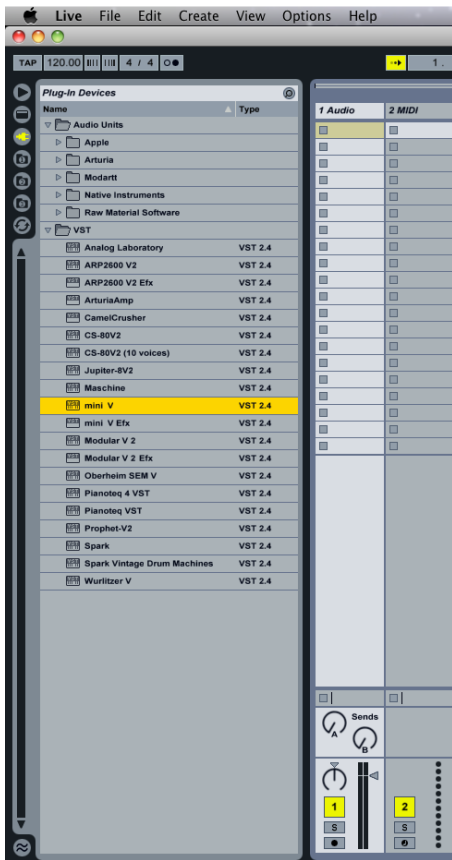 Live File Edit Create View Options Help
TAP 120.00 4 / 4 1 .
Plug-In Devices
Name Type
Audio Units
Apple
Arturia
Modartt
Native Instruments
Raw Material Software
VST
Analog Laboratory VST 2.4
ARP2600 V2 VST 2.4
ARP2600 V2 Efx VST 2.4
ArturiaAmp VST 2.4
CamelCrusher VST 2.4
CS-80V2 VST 2.4
CS-80V2 (10 voices) VST 2.4
Jupiter-8V2 VST 2.4
Maschine VST 2.4
mini V VST 2.4
mini V Efx VST 2.4
Modular V 2 VST 2.4
Modular V 2 Efx VST 2.4
Oberheim SEM V VST 2.4
Pianoteq 4 VST VST 2.4
Pianoteq VST VST 2.4
Prophet-V2 VST 2.4
Spark VST 2.4
Spark Vintage Drum Machines VST 2.4
Wurlitzer V VST 2.4
1 Audio 2 MIDI
Sends
A
B
1 2
S S